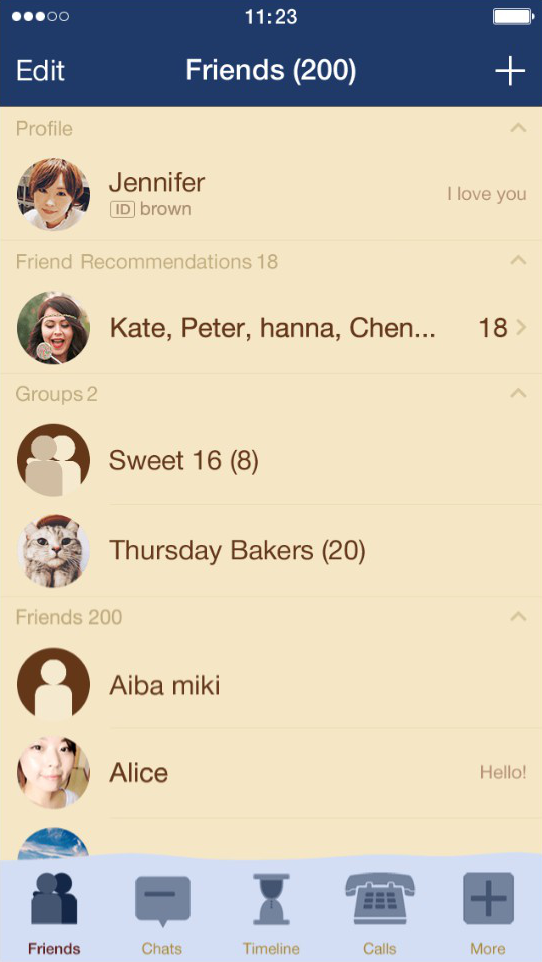 11:23
Edit
Friends (200)
Profile
Jennifer
ID brown
I love you
Friend Recommendations 18
Kate, Peter, hanna, Chen...
18
Groups 2
Sweet 16 (8)
Thursday Bakers (20)
Friends 200
Aiba miki
Alice
Hello!
Friends
Chats
Timeline
Calls
More